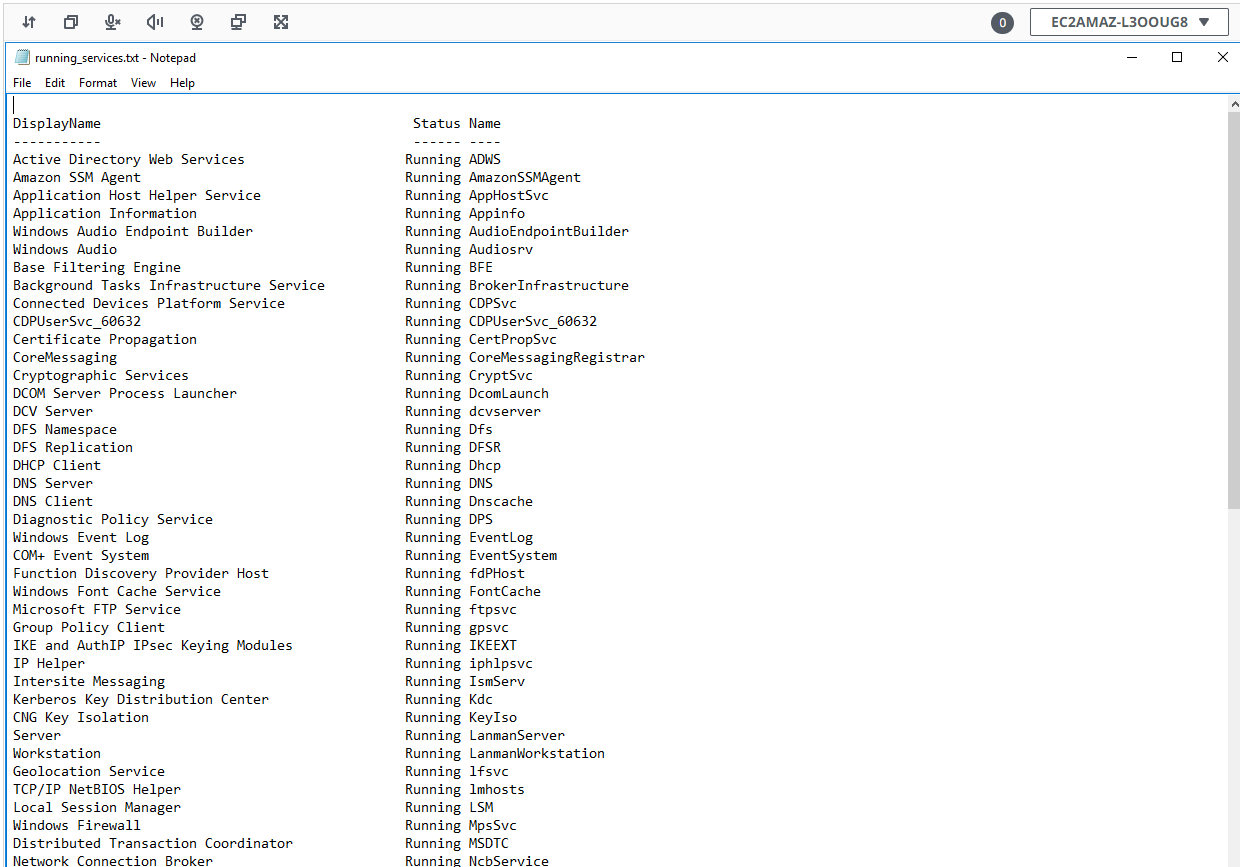 0 EC2AMAZ-L3OOUG8
running_services.txt - Notepad
File Edit Format View Help
DisplayName Status Name
----------- ------ ----
Active Directory Web Services Running ADWS
Amazon SSM Agent Running AmazonSSMAgent
Application Host Helper Service Running AppHostSvc
Application Information Running Appinfo
Windows Audio Endpoint Builder Running AudioEndpointBuilder
Windows Audio Running Audiosrv
Base Filtering Engine Running BFE
Background Tasks Infrastructure Service Running BrokerInfrastructure
Connected Devices Platform Service Running CDPSvc
CDPUserSvc_60632 Running CDPUserSvc_60632
Certificate Propagation Running CertPropSvc
CoreMessaging Running CoreMessagingRegistrar
Cryptographic Services Running CryptSvc
DCOM Server Process Launcher Running DcomLaunch
DCV Server Running dcvserver
DFS Namespace Running Dfs
DFS Replication Running DFSR
DHCP Client Running Dhcp
DNS Server Running DNS
DNS Client Running Dnscache
Diagnostic Policy Service Running DPS
Windows Event Log Running EventLog
COM+ Event System Running EventSystem
Function Discovery Provider Host Running fdPHost
Windows Font Cache Service Running FontCache
Microsoft FTP Service Running ftpsvc
Group Policy Client Running gpsvc
IKE and AuthIP IPsec Keying Modules Running IKEEXT
IP Helper Running iphlpsvc
Intersite Messaging Running IsmServ
Kerberos Key Distribution Center Running Kdc
CNG Key Isolation Running KeyIso
Server Running LanmanServer
Workstation Running LanmanWorkstation
Geolocation Service Running lfsvc
TCP/IP NetBIOS Helper Running lmhosts
Local Session Manager Running LSM
Windows Firewall Running MpsSvc
Distributed Transaction Coordinator Running MSDTC
Network Connection Broker Running NcbService